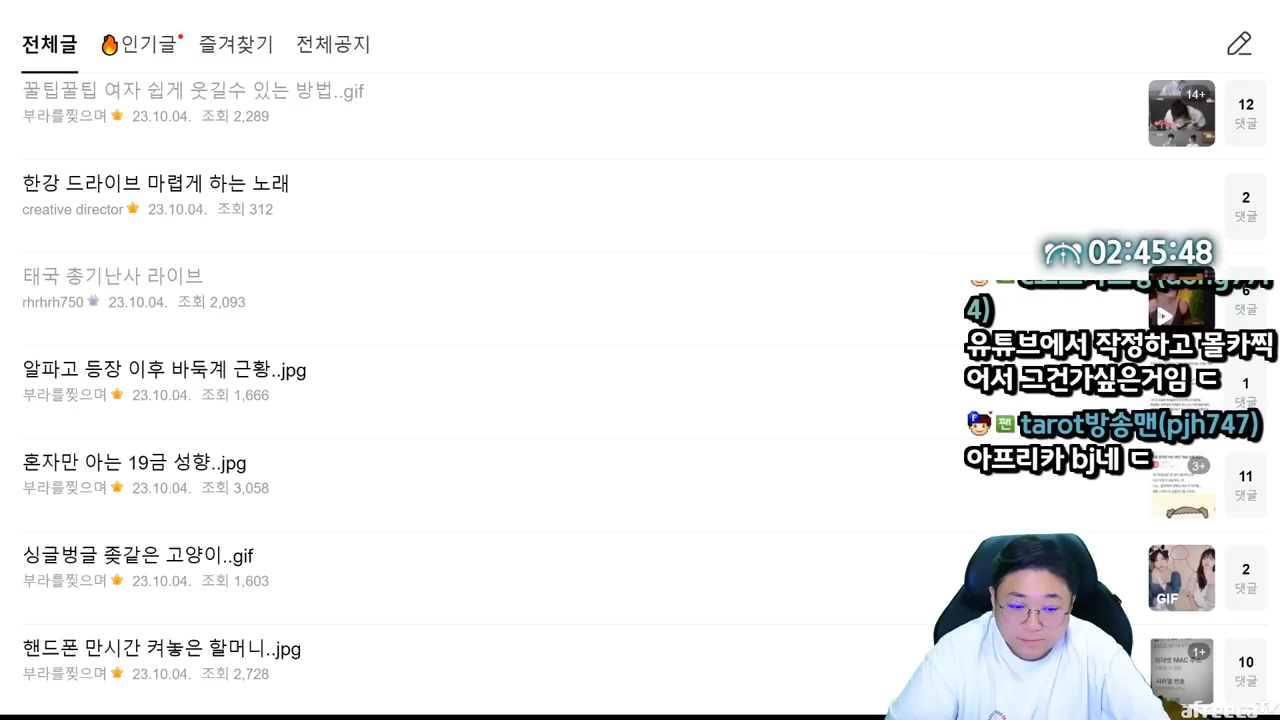 전체글 🔥인기글 즐겨찾기 전체공지
꿀팁꿀팁 여자 쉽게 웃길수 있는 방법..gif
부라를찢으며 23.10.04. 조회 2,289
14+
12
댓글
한강 드라이브 마렵게 하는 노래
creative director 23.10.04. 조회 312
2
댓글
02:45:48
태국 총기난사 라이브
rhrhrh750 23.10.04. 조회 2,093
6
댓글
4)
유튜브에서 작정하고 몰카찍
어서 그건가싶은거임 ㄷ
팬 tarot방송맨(pjh747)
아프리카 bj네 ㄷ
알파고 등장 이후 바둑계 근황..jpg
부라를찢으며 23.10.04. 조회 1,666
1
댓글
혼자만 아는 19금 성향..jpg
부라를찢으며 23.10.04. 조회 3,058
3+
11
댓글
싱글벙글 좆같은 고양이..gif
부라를찢으며 23.10.04. 조회 1,603
GIF
2
댓글
핸드폰 만시간 켜놓은 할머니..jpg
부라를찢으며 23.10.04. 조회 2,728
1+
10
댓글
afreecaTV